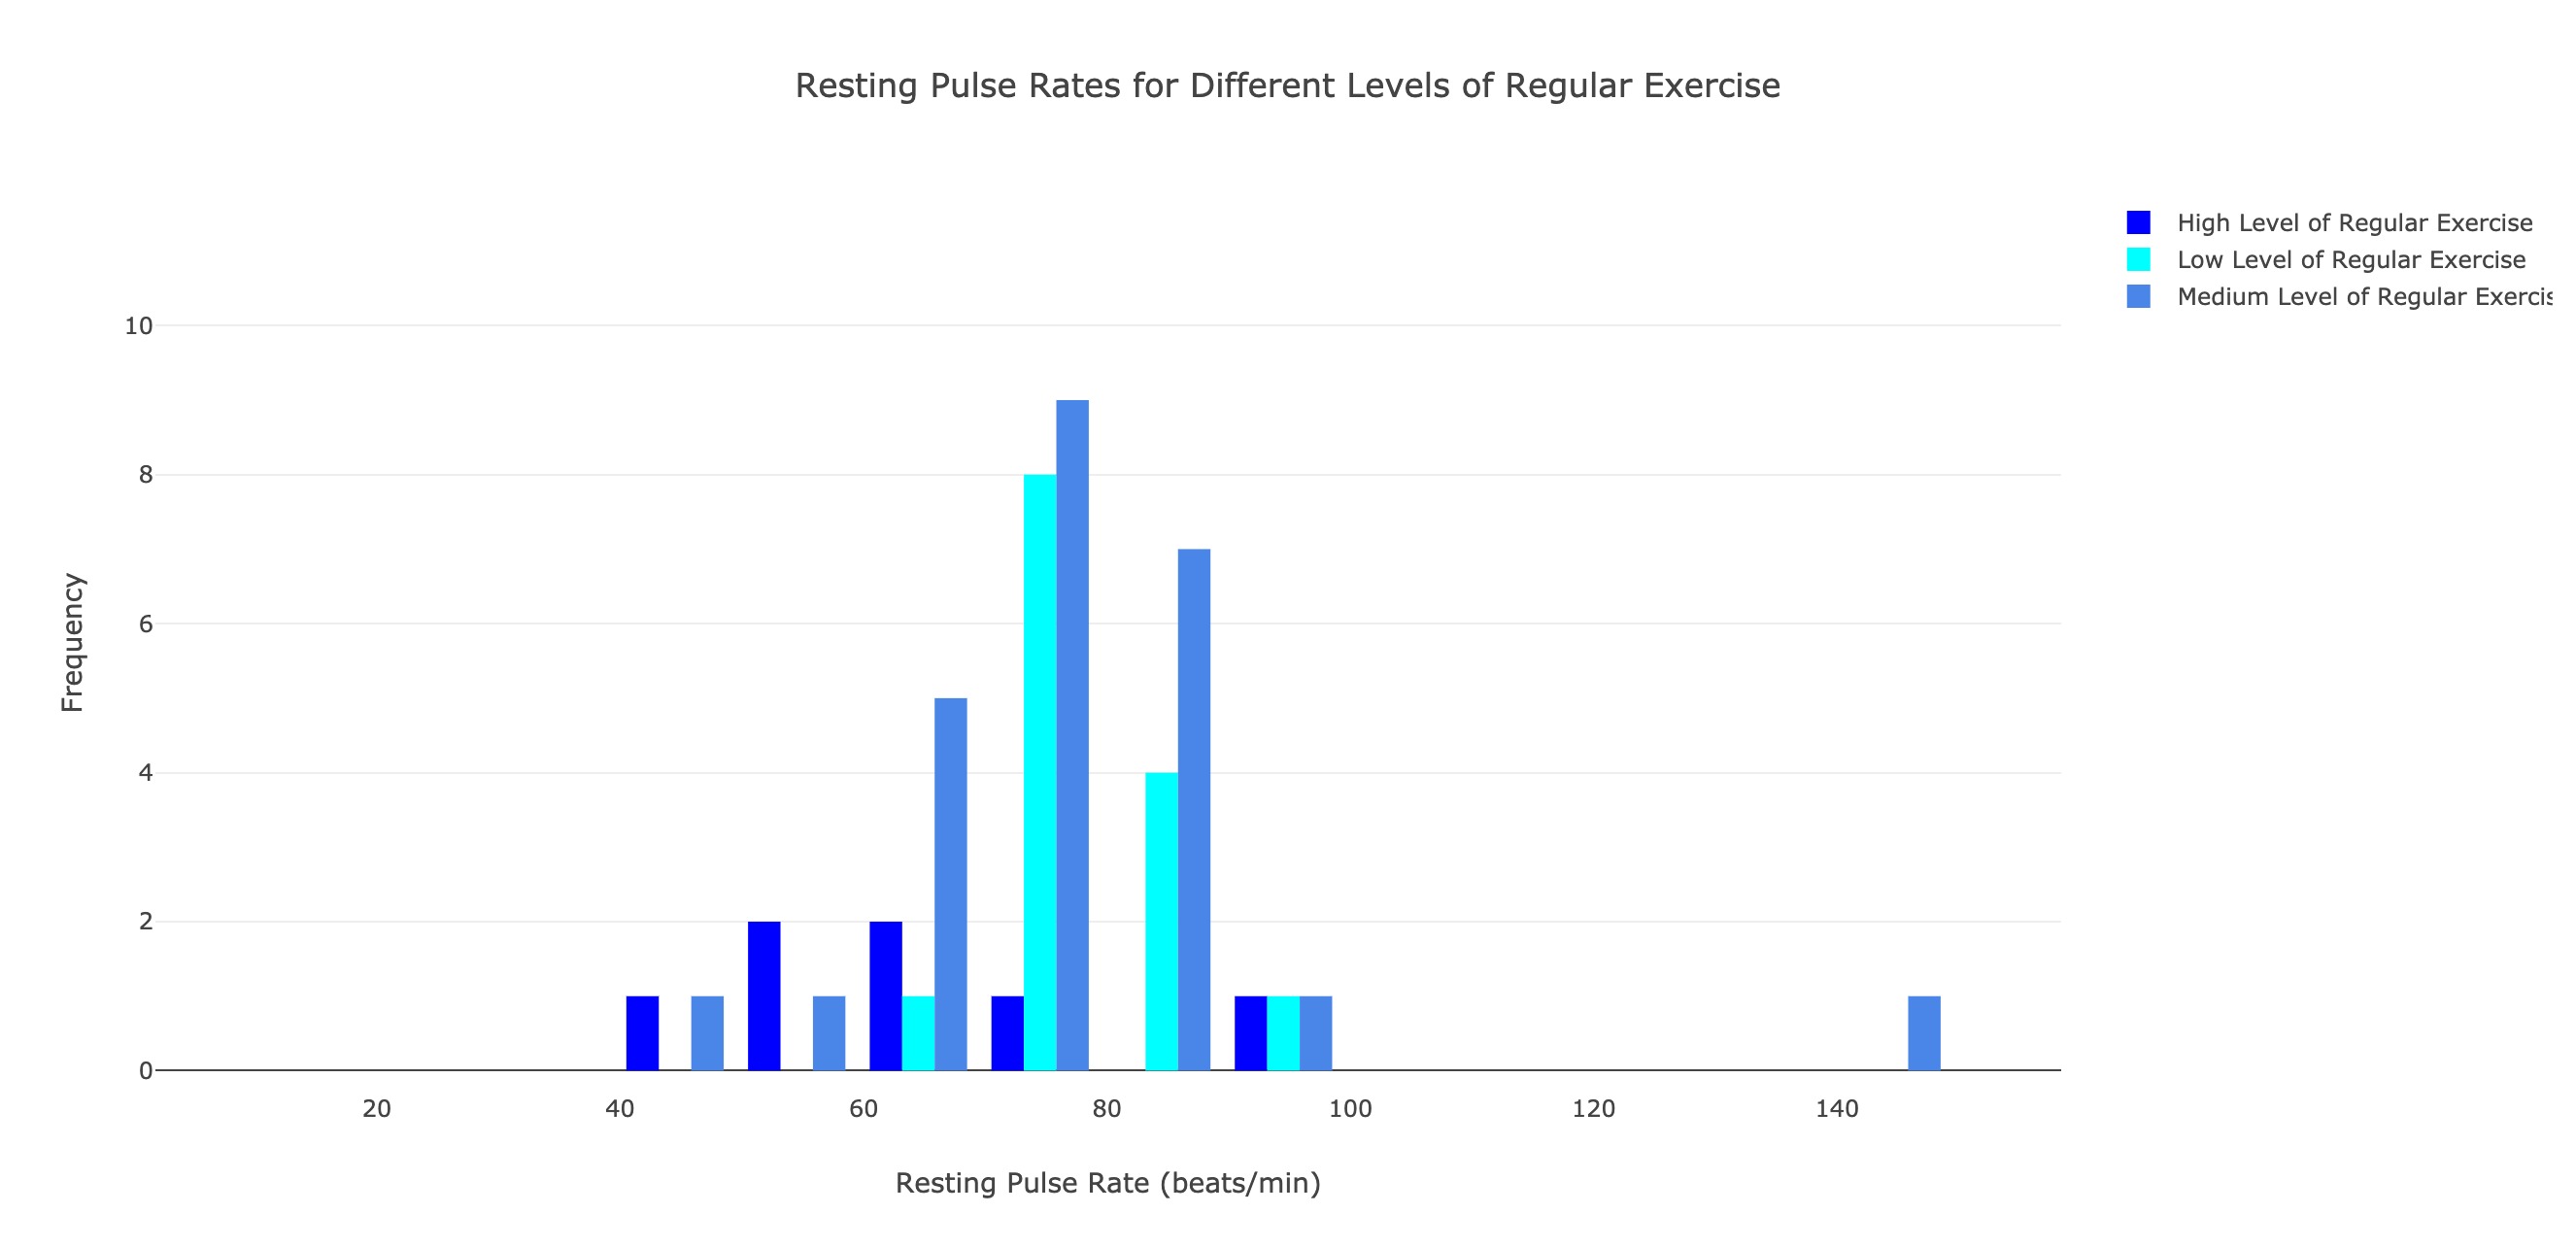 Resting Pulse Rates for Different Levels of Regular Exercise
High Level of Regular Exercise
Low Level of Regular Exercise
Medium Level of Regular Exercis
10
8
6
4
2
0
Frequency
20 40 60 80 100 120 140
Resting Pulse Rate (beats/min)